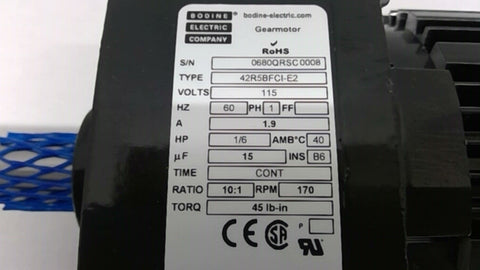 BODINE
ELECTRIC
COMPANY
bodine-electric.com
Gearmotor
RoHS
S/N 0680QRSC0008
TYPE 42R5BFCI-E2
VOLTS 115
HZ 60 PH 1 FF
A 1.9
HP 1/6 AMB°C 40
µF 15 INS B6
TIME CONT
RATIO 10:1 RPM 170
TORQ 45 lb-in
P
CE SA US